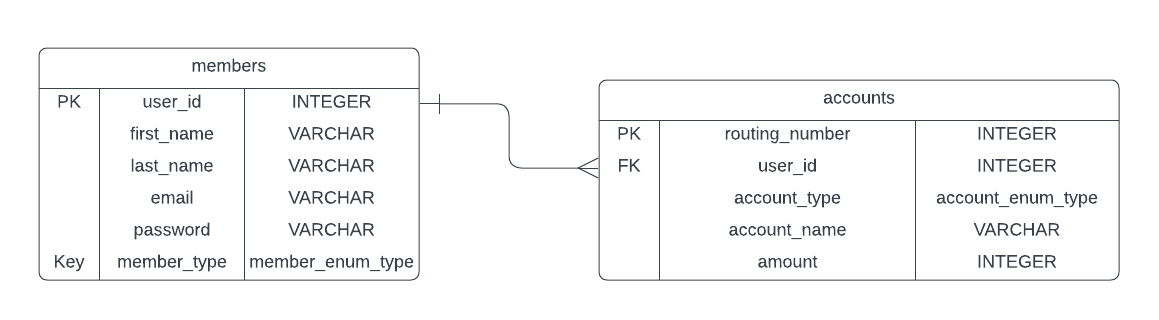 members
PK user_id INTEGER
first_name VARCHAR
last_name VARCHAR
email VARCHAR
password VARCHAR
Key member_type member_enum_type
accounts
PK routing_number INTEGER
FK user_id INTEGER
account_type account_enum_type
account_name VARCHAR
amount INTEGER